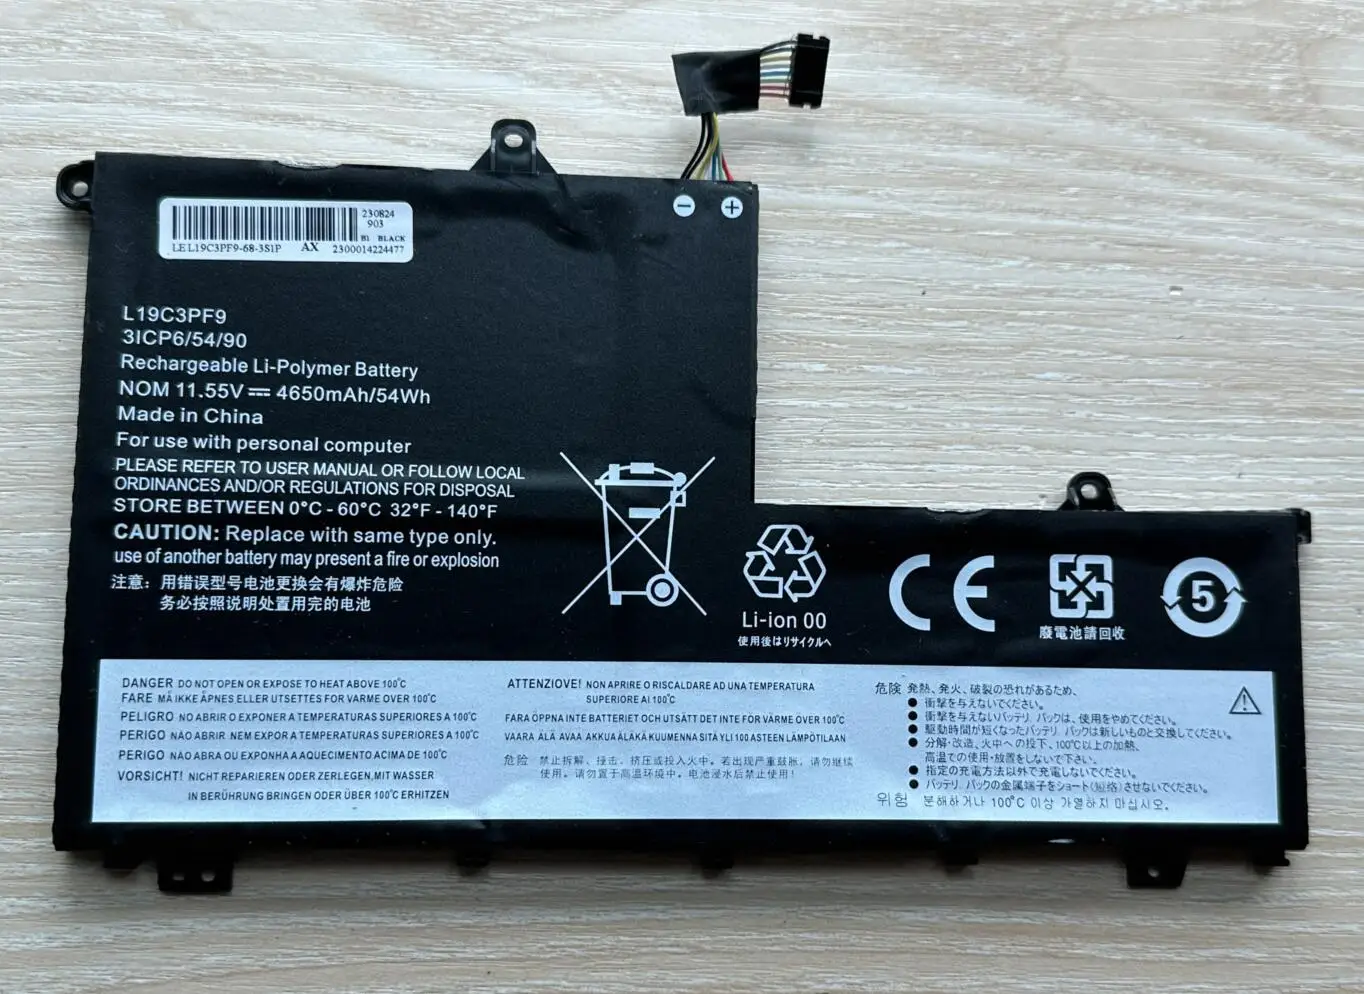 230824
903
B1 BLACK
LE L19C3PF9-68-3S1P AX 2300014224477
L19C3PF9
3ICP6/54/90
Rechargeable Li-Polymer Battery
NOM 11.55V 4650mAh/54Wh
Made in China
For use with personal computer
PLEASE REFER TO USER MANUAL OR FOLLOW LOCAL
ORDINANCES AND/OR REGULATIONS FOR DISPOSAL
STORE BETWEEN 0°C - 60°C 32°F - 140°F
CAUTION: Replace with same type only.
use of another battery may present a fire or explosion
注意: 用错误型号电池更换会有爆炸危险
务必按照说明处置用完的电池
Li-ion 00
使用後はリサイクルへ
CE
廢電池請回收
5
DANGER DO NOT OPEN OR EXPOSE TO HEAT ABOVE 100°C
FARE MÅ IKKE ÅPNES ELLER UTSETTES FOR VARME OVER 100°C
PELIGRO NO ABRIR O EXPONER A TEMPERATURAS SUPERIORES A 100°C
PERIGO NÃO ABRIR NEM EXPOR A TEMPERATURAS SUPERIORES A 100°C
PERIGO NÃO ABRA OU EXPONHA A AQUECIMENTO ACIMA DE 100°C
VORSICHT! NICHT REPARIEREN ODER ZERLEGEN,MIT WASSER
IN BERÜHRUNG BRINGEN ODER ÜBER 100°C ERHITZEN
ATTENZIOVE! NON APRIRE O RISCALDARE AD UNA TEMPERATURA
SUPERIORE AI 100°C
FARA ÖPPNA INTE BATTERIET OCH UTSÄTT DET INTE FÖR VÄRME ÖVER 100°C
VAARA ÄLÄ AVAA AKKUA ÄLÄKÄ KUUMENNA SITÄ YLI 100 ASTEEN LÄMPÖTILAAN
危险 禁止拆解、撞击、挤压或投入火中。若出现严重鼓胀,请勿继续
使用。请勿置于高温环境中。电池浸水后禁止使用!
危険 発熱、発火、破裂の恐れがあるため、
● 衝撃を与えないでください。
● 衝撃を与えないバッテリ パックは、使用をやめてください。
● 駆動時間が短くなったバッテリ パックは新しいものと交換してください。
● 分解・改造、火中への投下、100℃以上の加熱、
高温での使用・放置をしないで下さい。
● 指定の充電方法以外で充電しないでください。
● バッテリ パックの金属端子をショート(短絡)させないでください。
위험 분해하거나 100°C 이상 가열하지 마십시오.